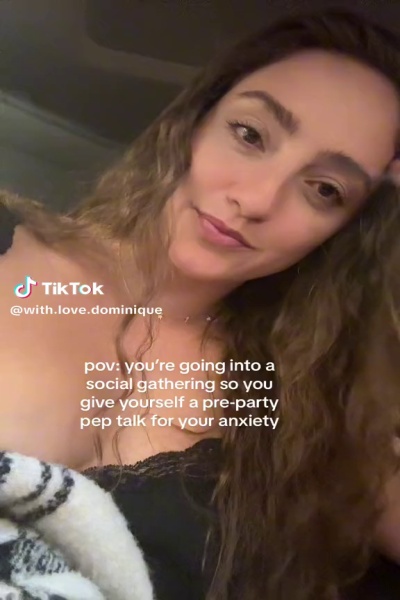 TikTok
@with.love.dominique
pov: you're going into a
social gathering so you
give yourself a pre-party
pep talk for your anxiety